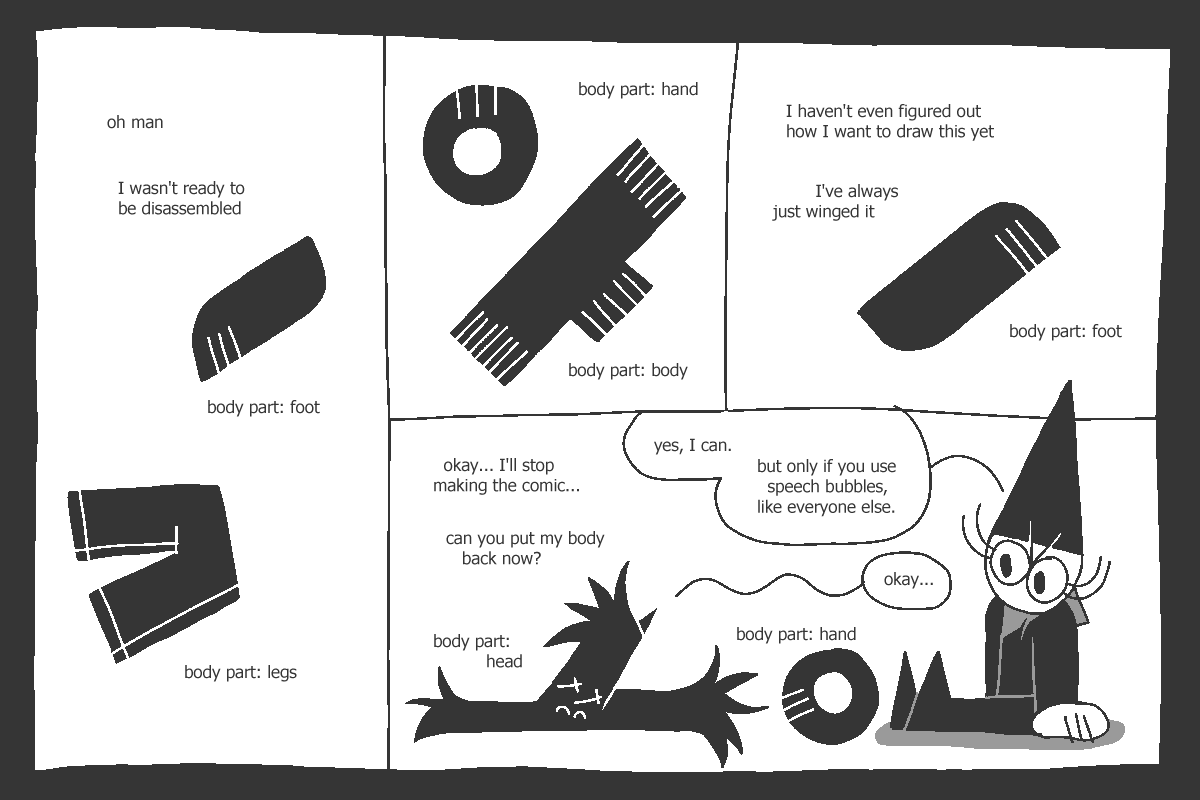 oh man
I wasn't ready to
be disassembled
body part: foot
body part: legs
body part: hand
body part: body
I haven't even figured out
how I want to draw this yet
I've always
just winged it
body part: foot
okay... I'll stop
making the comic...
can you put my body
back now?
yes, I can.
but only if you use
speech bubbles,
like everyone else.
okay...
body part:
head
body part: hand